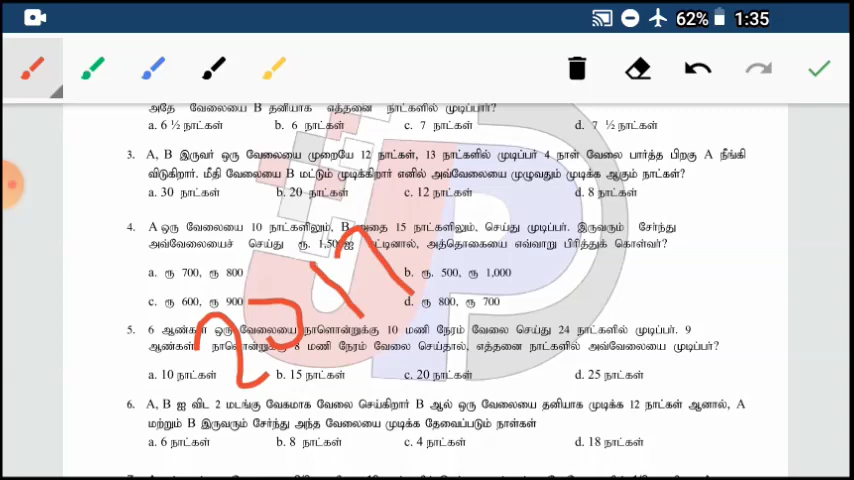 62% 1:35
அதே வேலையை B தனியாக எத்தனை நாட்களில் முடிப்பார்?
a. 6 ½ நாட்கள் b. 6 நாட்கள் c. 7 நாட்கள் d. 7 ½ நாட்கள்
3. A, B இருவர் ஒரு வேலையை முறையே 12 நாட்கள், 13 நாட்களில் முடிப்பர் 4 நாள் வேலை பார்த்த பிறகு A நீங்கி
விடுகிறார். மீதி வேலையை B மட்டும் முடிக்கிறார் எனில் அவ்வேலையை முழுவதும் முடிக்க ஆகும் நாட்கள்?
a. 30 நாட்கள் b. 20 நாட்கள் c. 12 நாட்கள் d. 8 நாட்கள்
4. A ஒரு வேலையை 10 நாட்களிலும், B அதை 15 நாட்களிலும், செய்து முடிப்பர். இருவரும் சேர்ந்து
அவ்வேலையைச் செய்து ரூ. 1,50 ஐ ட்டினால், அத்தொகையை எவ்வாறு பிரித்துக் கொள்வர்?
a. ரூ 700, ரூ 800 b. ரூ. 500, ரூ 1,000
c. ரூ 600, ரூ 900 d. ரூ 800, ரூ 700
2017
5. 6 ஆண்கள் ஒரு வேலையை நாளொன்றுக்கு 10 மணி நேரம் வேலை செய்து 24 நாட்களில் முடிப்பர். 9
ஆண்கள் நாளொன்றுக்கு 8 மணி நேரம் வேலை செய்தால், எத்தனை நாட்களில் அவ்வேலையை முடிப்பர்?
a. 10 நாட்கள் b. 15 நாட்கள் c. 20 நாட்கள் d. 25 நாட்கள்
6. A, B ஐ விட 2 மடங்கு வேகமாக வேலை செய்கிறார் B ஆல் ஒரு வேலையை தனியாக முடிக்க 12 நாட்கள் ஆனால், A
மற்றும் B இருவரும் சேர்ந்து அந்த வேலையை முடிக்க தேவைப்படும் நாள்கள்
a. 6 நாட்கள் b. 8 நாட்கள் c. 4 நாட்கள் d. 18 நாட்கள்